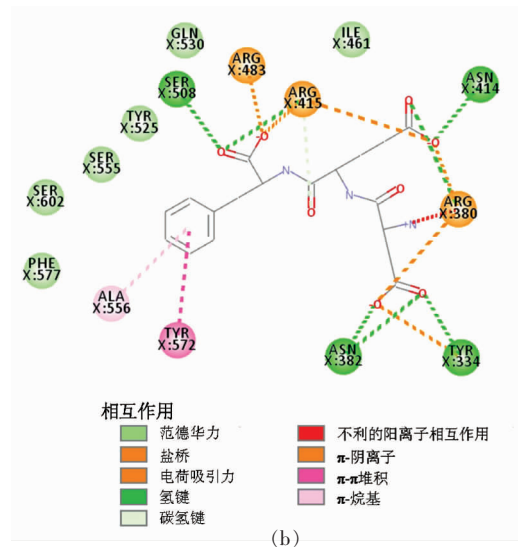 GLN
X:530
ILE
X:461
ARG
X:483
SER
X:508
ARG
X:415
ASN
X:414
TYR
X:525
SER
X:555
SER
X:602
ARG
X:380
PHE
X:577
ALA
X:556
TYR
X:572
ASN
X:382
TYR
X:334
O
O
O
O
N
O
N
O
N
O
O
相互作用
范德华力
盐桥
电荷吸引力
氢键
碳氢键
不利的阳离子相互作用
π-阴离子
π-π堆积
π-烷基
(b)